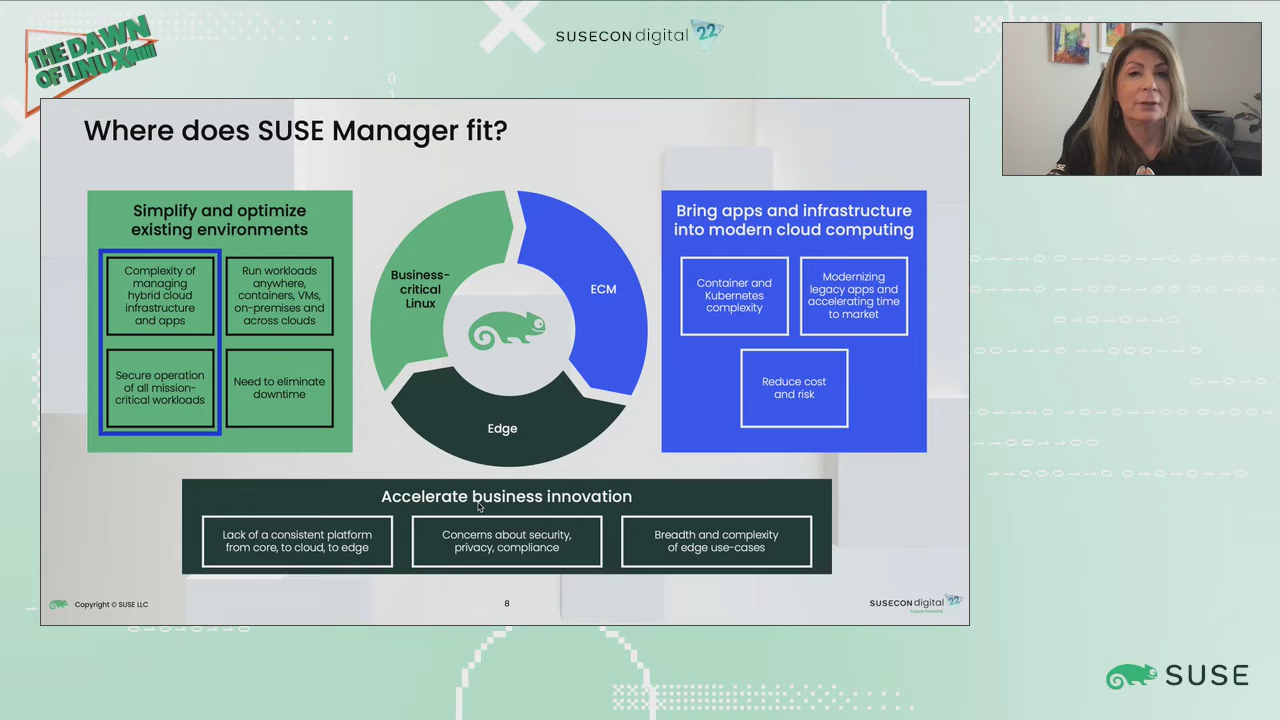 THE DAWN
OF LINUX
SUSECON digital 22
Where does SUSE Manager fit?
Simplify and optimize
existing environments
Complexity of
managing
hybrid cloud
infrastructure
and apps
Run workloads
anywhere,
containers, VMs,
on-premises and
across clouds
Secure operation
of all mission-
critical workloads
Need to eliminate
downtime
Business-
critical
Linux
ECM
Edge
Bring apps and infrastructure
into modern cloud computing
Container and
Kubernetes
complexity
Modernizing
legacy apps and
accelerating time
to market
Reduce cost
and risk
Accelerate business innovation
Lack of a consistent platform
from core, to cloud, to edge
Concerns about security,
privacy, compliance
Breadth and complexity
of edge use-cases
Copyright © SUSE LLC
8
SUSECON digital 22
SUSE